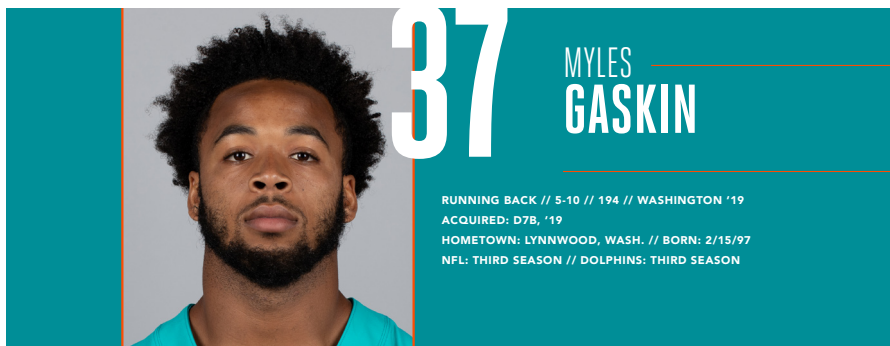 37
MYLES
GASKIN
RUNNING BACK // 5-10 // 194 // WASHINGTON ’19
ACQUIRED: D7B, ’19
HOMETOWN: LYNNWOOD, WASH. // BORN: 2/15/97
NFL: THIRD SEASON // DOLPHINS: THIRD SEASON